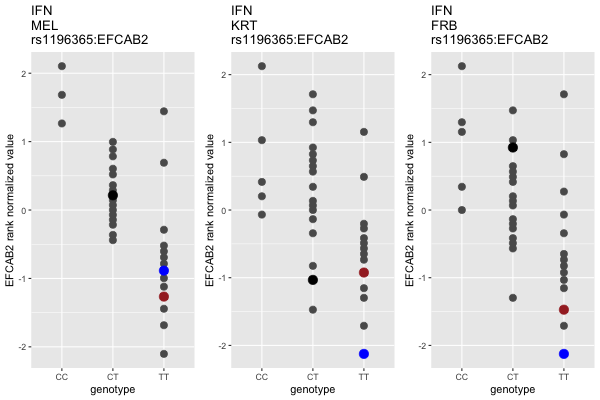 IFN
MEL
rs1196365:EFCAB2
EFCAB2 rank normalized value
2
1
0
-1
-2
CC CT TT
genotype
IFN
KRT
rs1196365:EFCAB2
EFCAB2 rank normalized value
2
1
0
-1
-2
CC CT TT
genotype
IFN
FRB
rs1196365:EFCAB2
EFCAB2 rank normalized value
2
1
0
-1
-2
CC CT TT
genotype